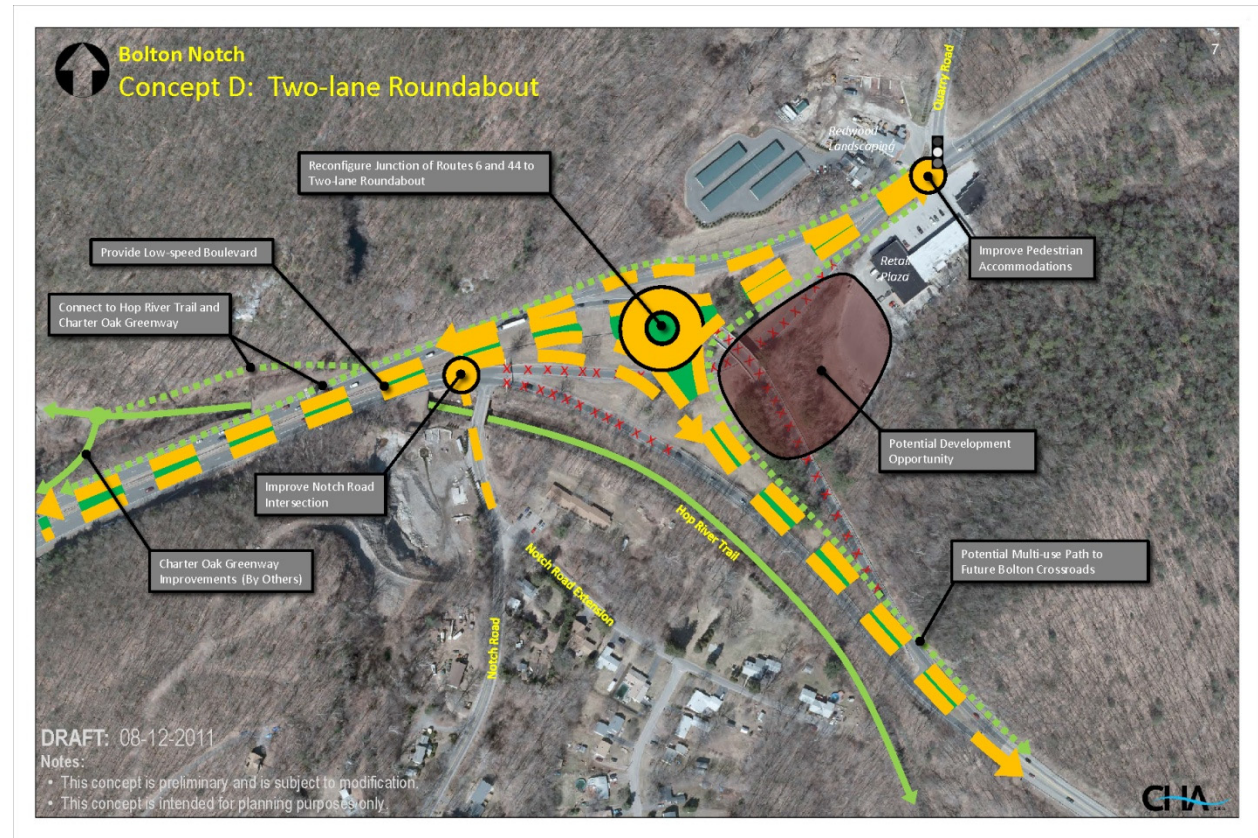 Bolton Notch
Concept D: Two-lane Roundabout
7
Quarry Road
Redwood
Landscaping
Reconfigure Junction of Routes 6 and 44 to
Two-lane Roundabout
Provide Low-speed Boulevard
Improve Pedestrian
Accommodations
Retail
Plaza
Connect to Hop River Trail and
Charter Oak Greenway
Potential Development
Opportunity
Improve Notch Road
Intersection
Hop River Trail
Charter Oak Greenway
Improvements (By Others)
Potential Multi-use Path to
Future Bolton Crossroads
Notch Road Extension
Notch Road
DRAFT: 08-12-2011
Notes:
• This concept is preliminary and is subject to modification.
• This concept is intended for planning purposes only.
CHA